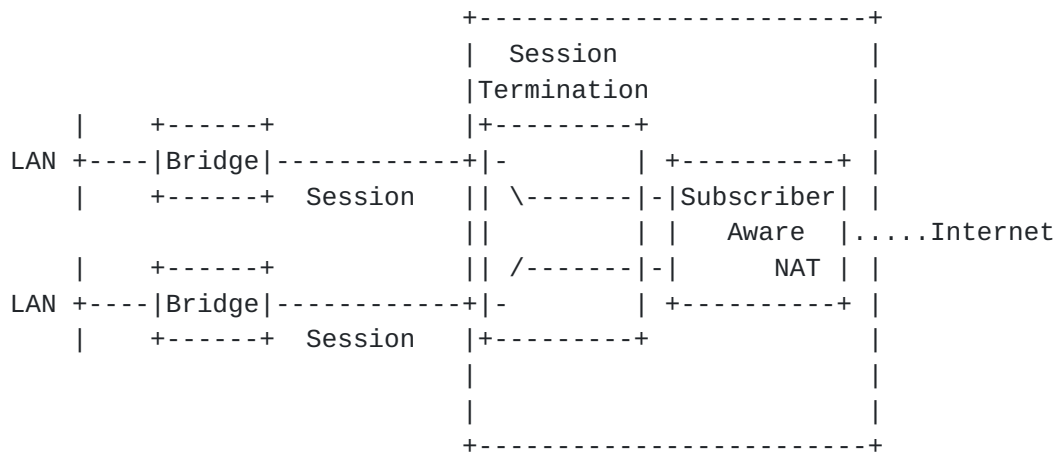 Session
Termination
LAN Bridge
Session Subscriber
Aware Internet
NAT
LAN Bridge
Session